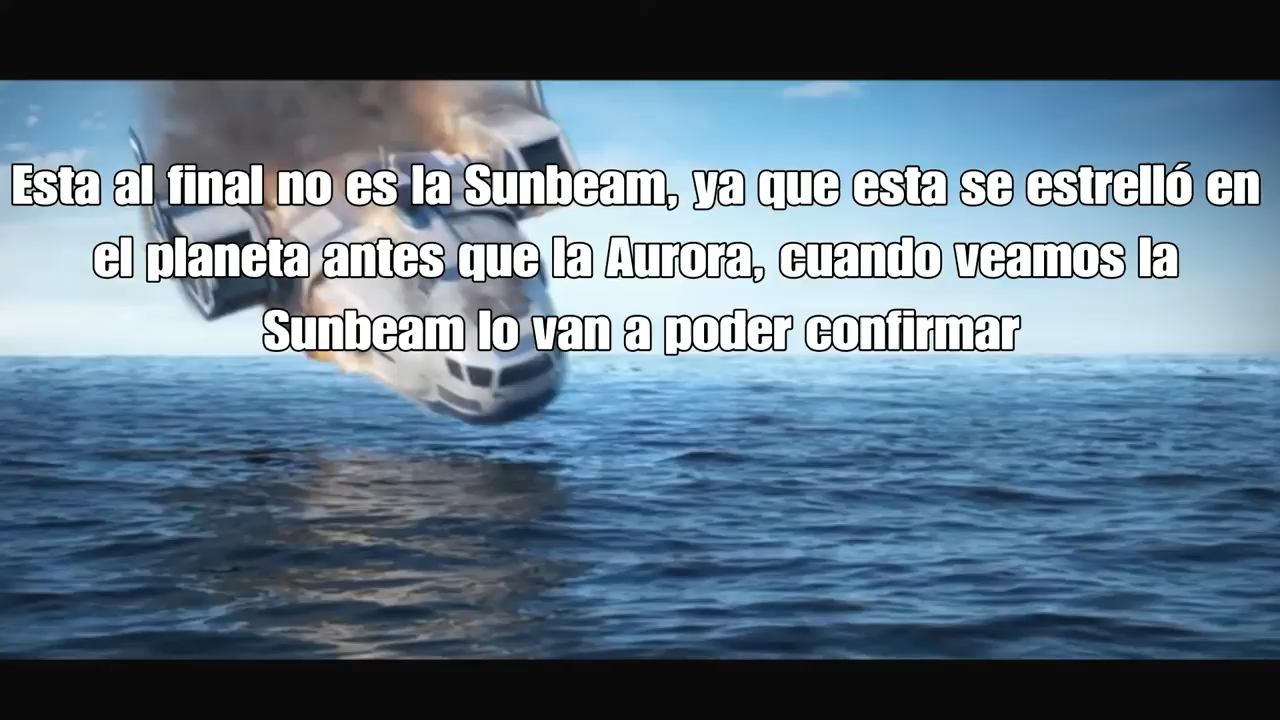 Esta al final no es la Sunbeam, ya que esta se estrelló en
el planeta antes que la Aurora, cuando veamos la
Sunbeam lo van a poder confirmar